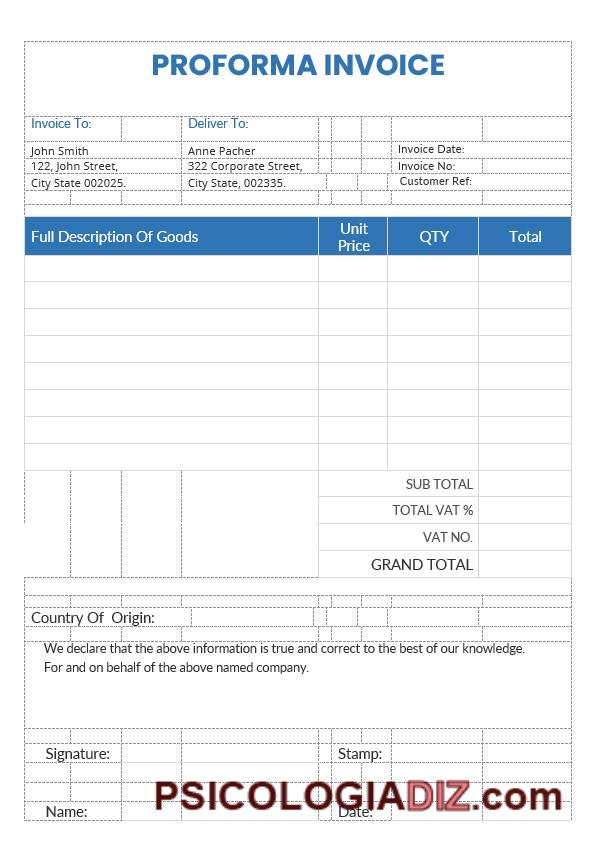 PROFORMA INVOICE
Invoice To: Deliver To:
John Smith Anne Pacher Invoice Date:
122, John Street, 322 Corporate Street, Invoice No:
City State 002025. City State, 002335. Customer Ref:
Full Description Of Goods Unit Price QTY Total
SUB TOTAL
TOTAL VAT %
VAT NO.
GRAND TOTAL
Country Of Origin:
We declare that the above information is true and correct to the best of our knowledge.
For and on behalf of the above named company.
Signature: Stamp:
PSICOLOGIADIZ.com
Name: Date: